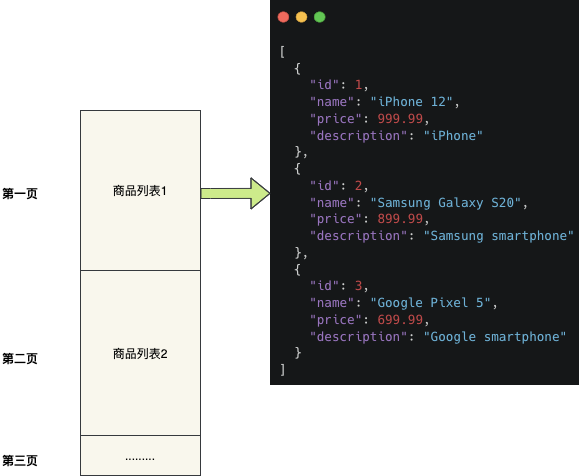 第一页
商品列表1
第二页
商品列表2
第三页
.........
[
  {
    "id": 1,
    "name": "iPhone 12",
    "price": 999.99,
    "description": "iPhone"
  },
  {
    "id": 2,
    "name": "Samsung Galaxy S20",
    "price": 899.99,
    "description": "Samsung smartphone"
  },
  {
    "id": 3,
    "name": "Google Pixel 5",
    "price": 699.99,
    "description": "Google smartphone"
  }
]